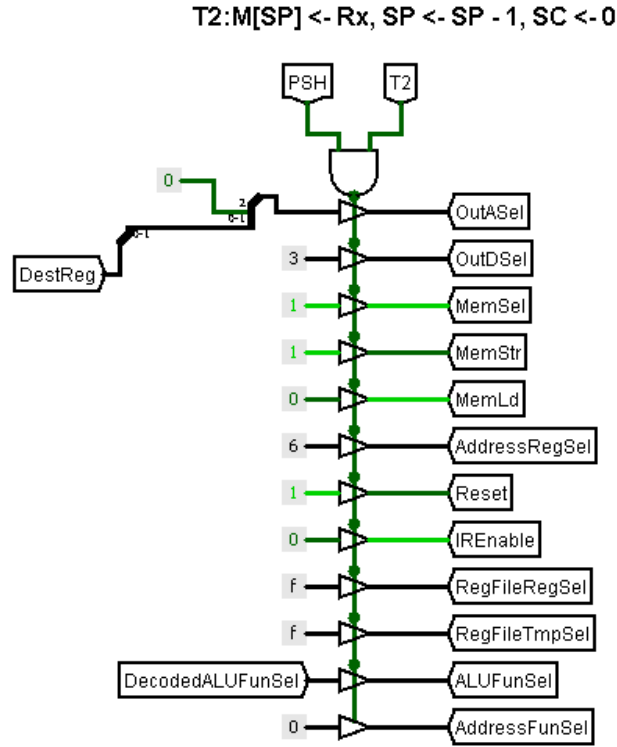 T2:M[SP] <- Rx, SP <- SP - 1, SC <- 0
PSH T2
0
2
0-1
0-1
OutASel
DestReg
3 OutDSel
1 MemSel
1 MemStr
0 MemLd
6 AddressRegSel
1 Reset
0 IREnable
f RegFileRegSel
f RegFileTmpSel
DecodedALUFunSel ALUFunSel
0 AddressFunSel